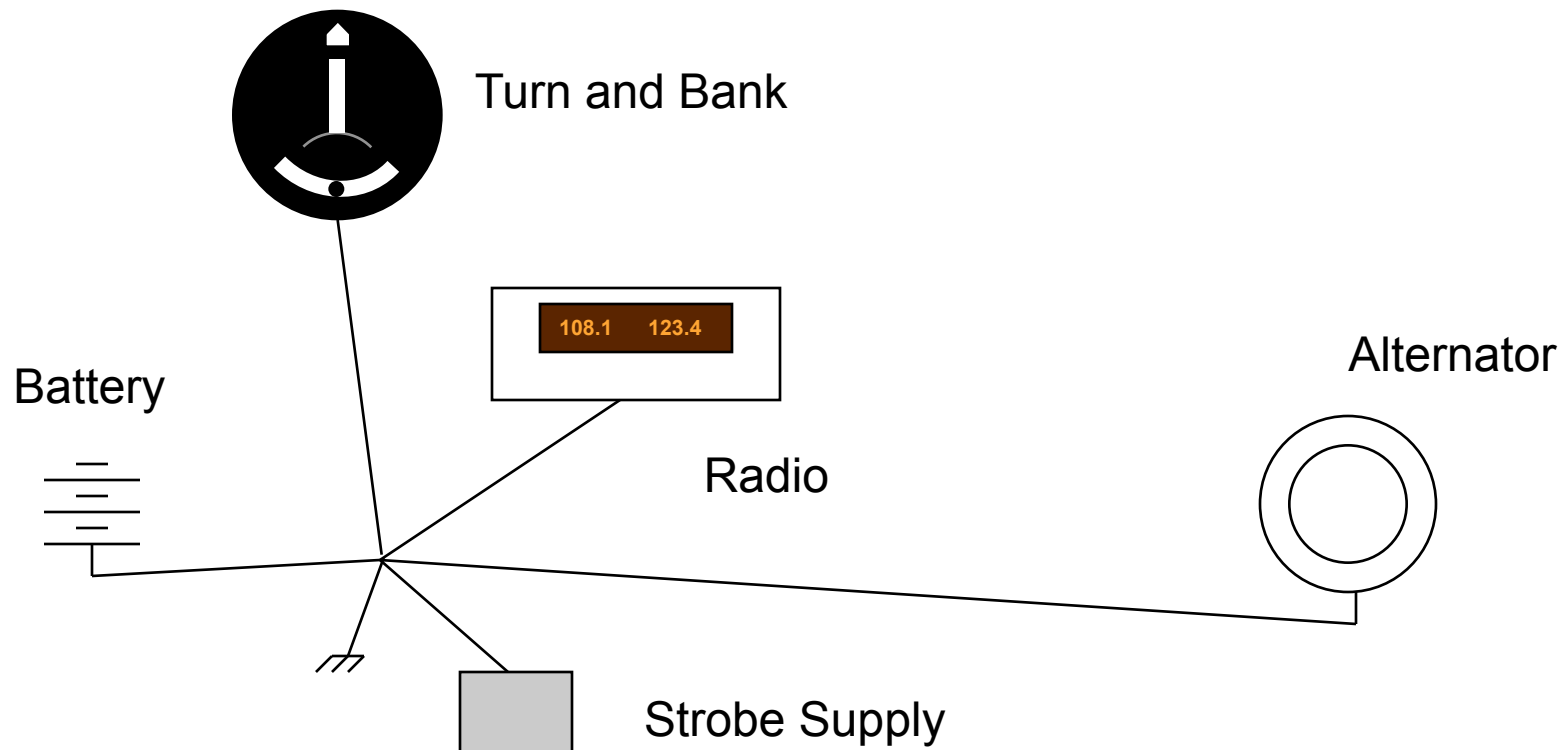 Turn and Bank
108.1 123.4
Alternator
Battery
Radio
Strobe Supply